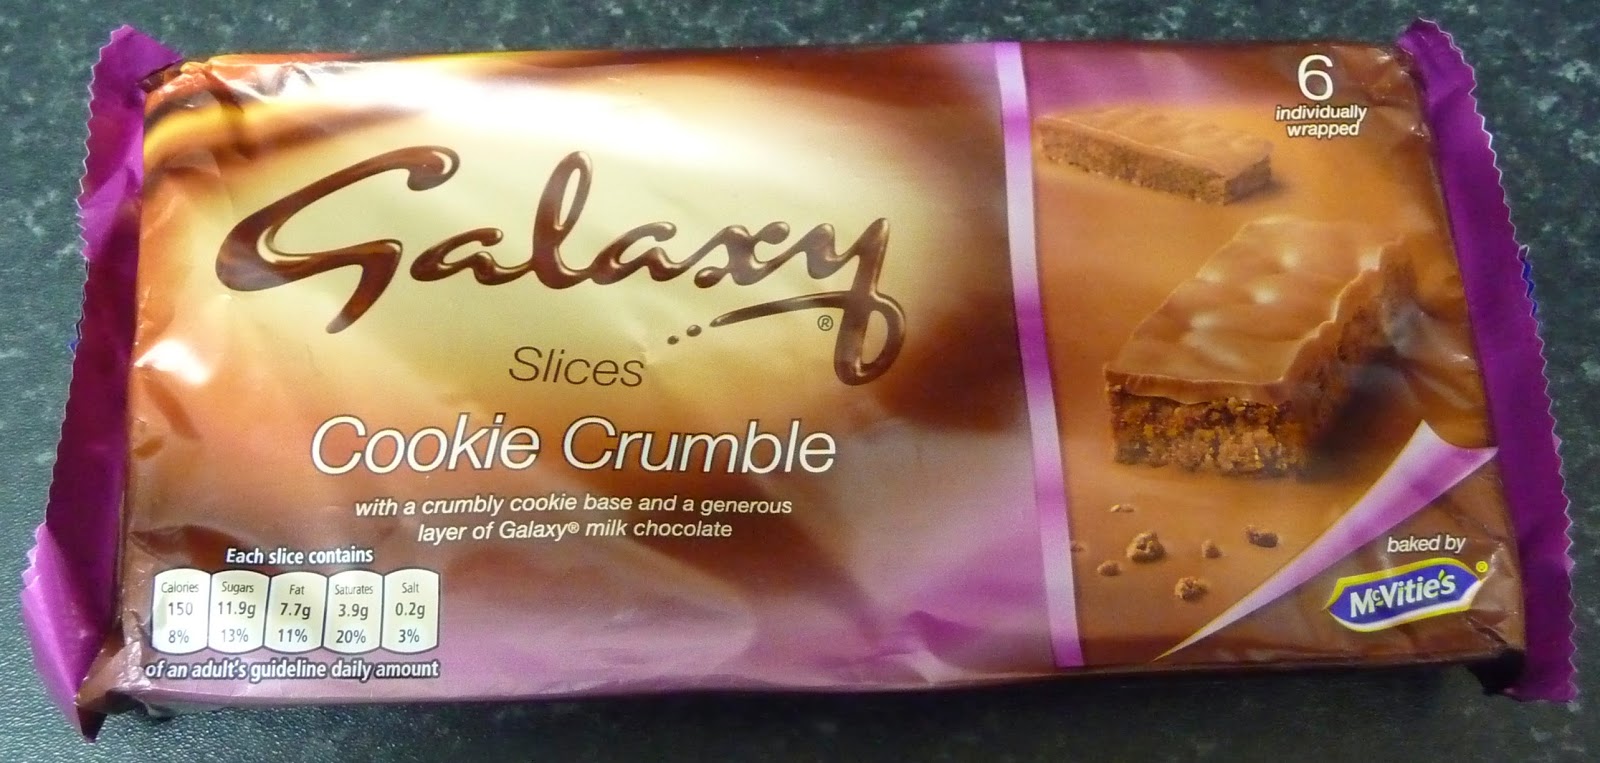 Galaxy®
Slices
Cookie Crumble
with a crumbly cookie base and a generous
layer of Galaxy® milk chocolate
Each slice contains
Calories Sugars Fat Saturates Salt
150 11.9g 7.7g 3.9g 0.2g
8% 13% 11% 20% 3%
of an adult's guideline daily amount
6
individually
wrapped
baked by
McVitie's®